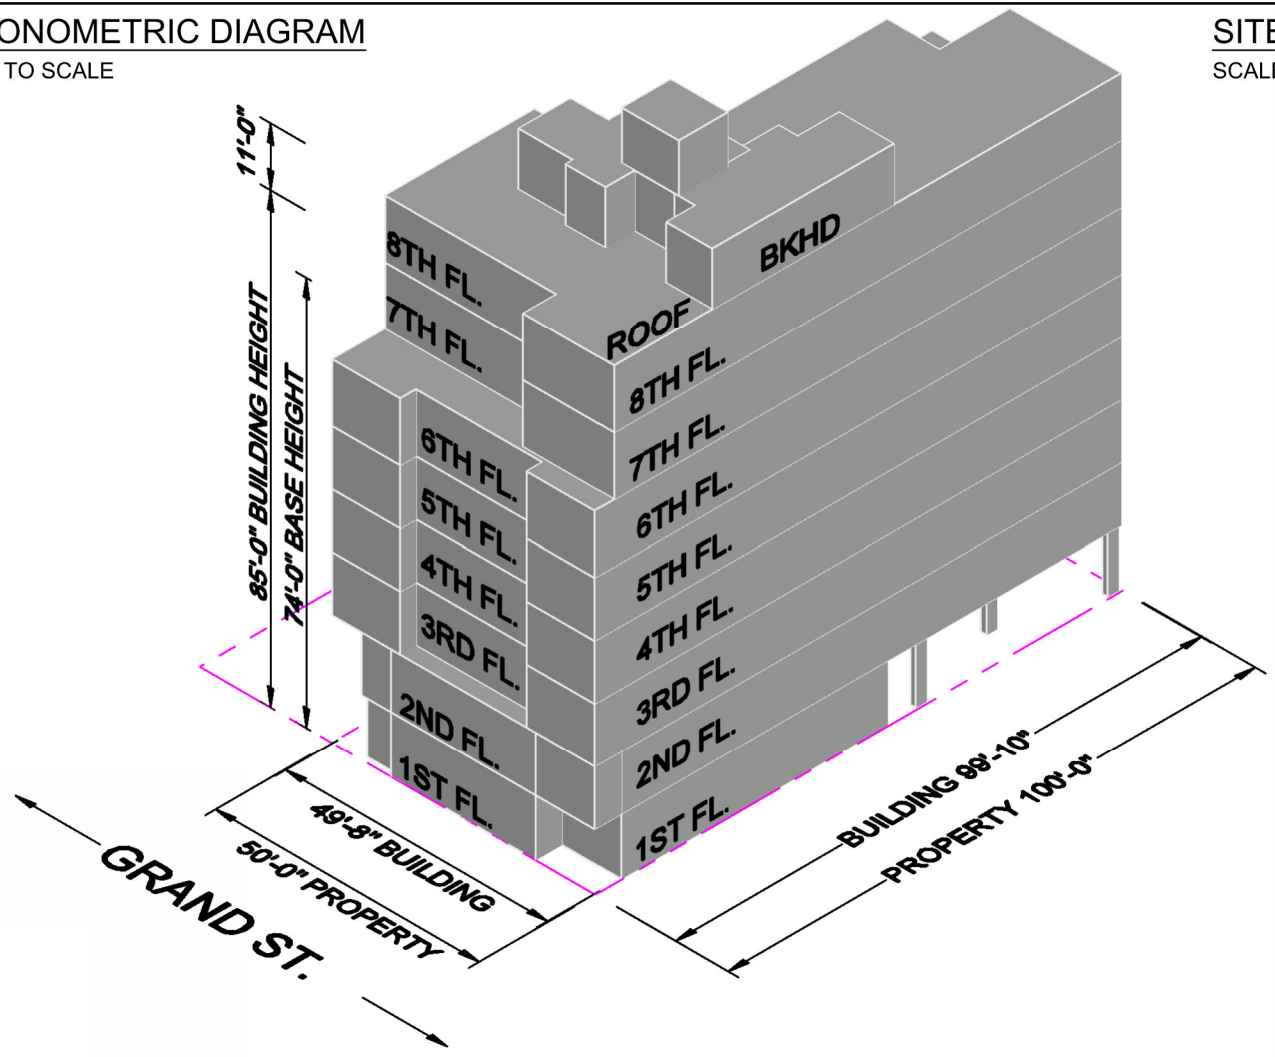 ONOMETRIC DIAGRAM
TO SCALE
SITE
SCALE
11'-0"
85'-0" BUILDING HEIGHT
74'-0" BASE HEIGHT
BKHD
ROOF
8TH FL.
7TH FL.
6TH FL.
5TH FL.
4TH FL.
3RD FL.
2ND FL.
1ST FL.
8TH FL.
7TH FL.
6TH FL.
5TH FL.
4TH FL.
3RD FL.
2ND FL.
1ST FL.
49'-8" BUILDING
50'-0" PROPERTY
BUILDING 99'-10"
PROPERTY 100'-0"
GRAND ST.